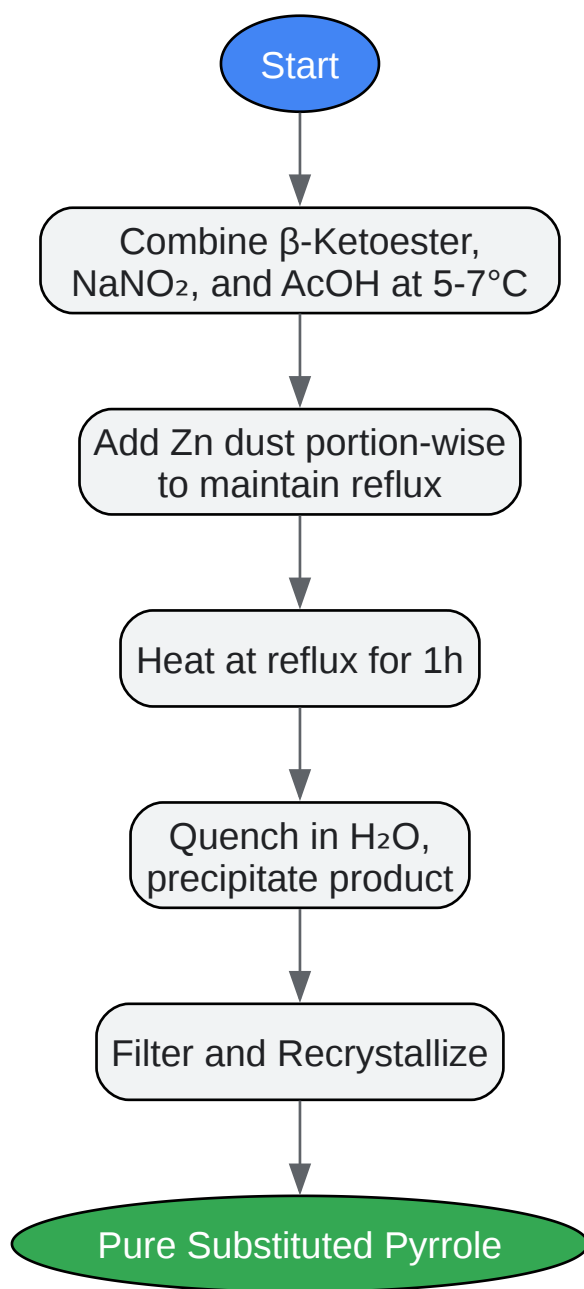 Start
Combine β-Ketoester,
NaNO₂, and AcOH at 5-7°C
Add Zn dust portion-wise
to maintain reflux
Heat at reflux for 1h
Quench in H₂O,
precipitate product
Filter and Recrystallize
Pure Substituted Pyrrole